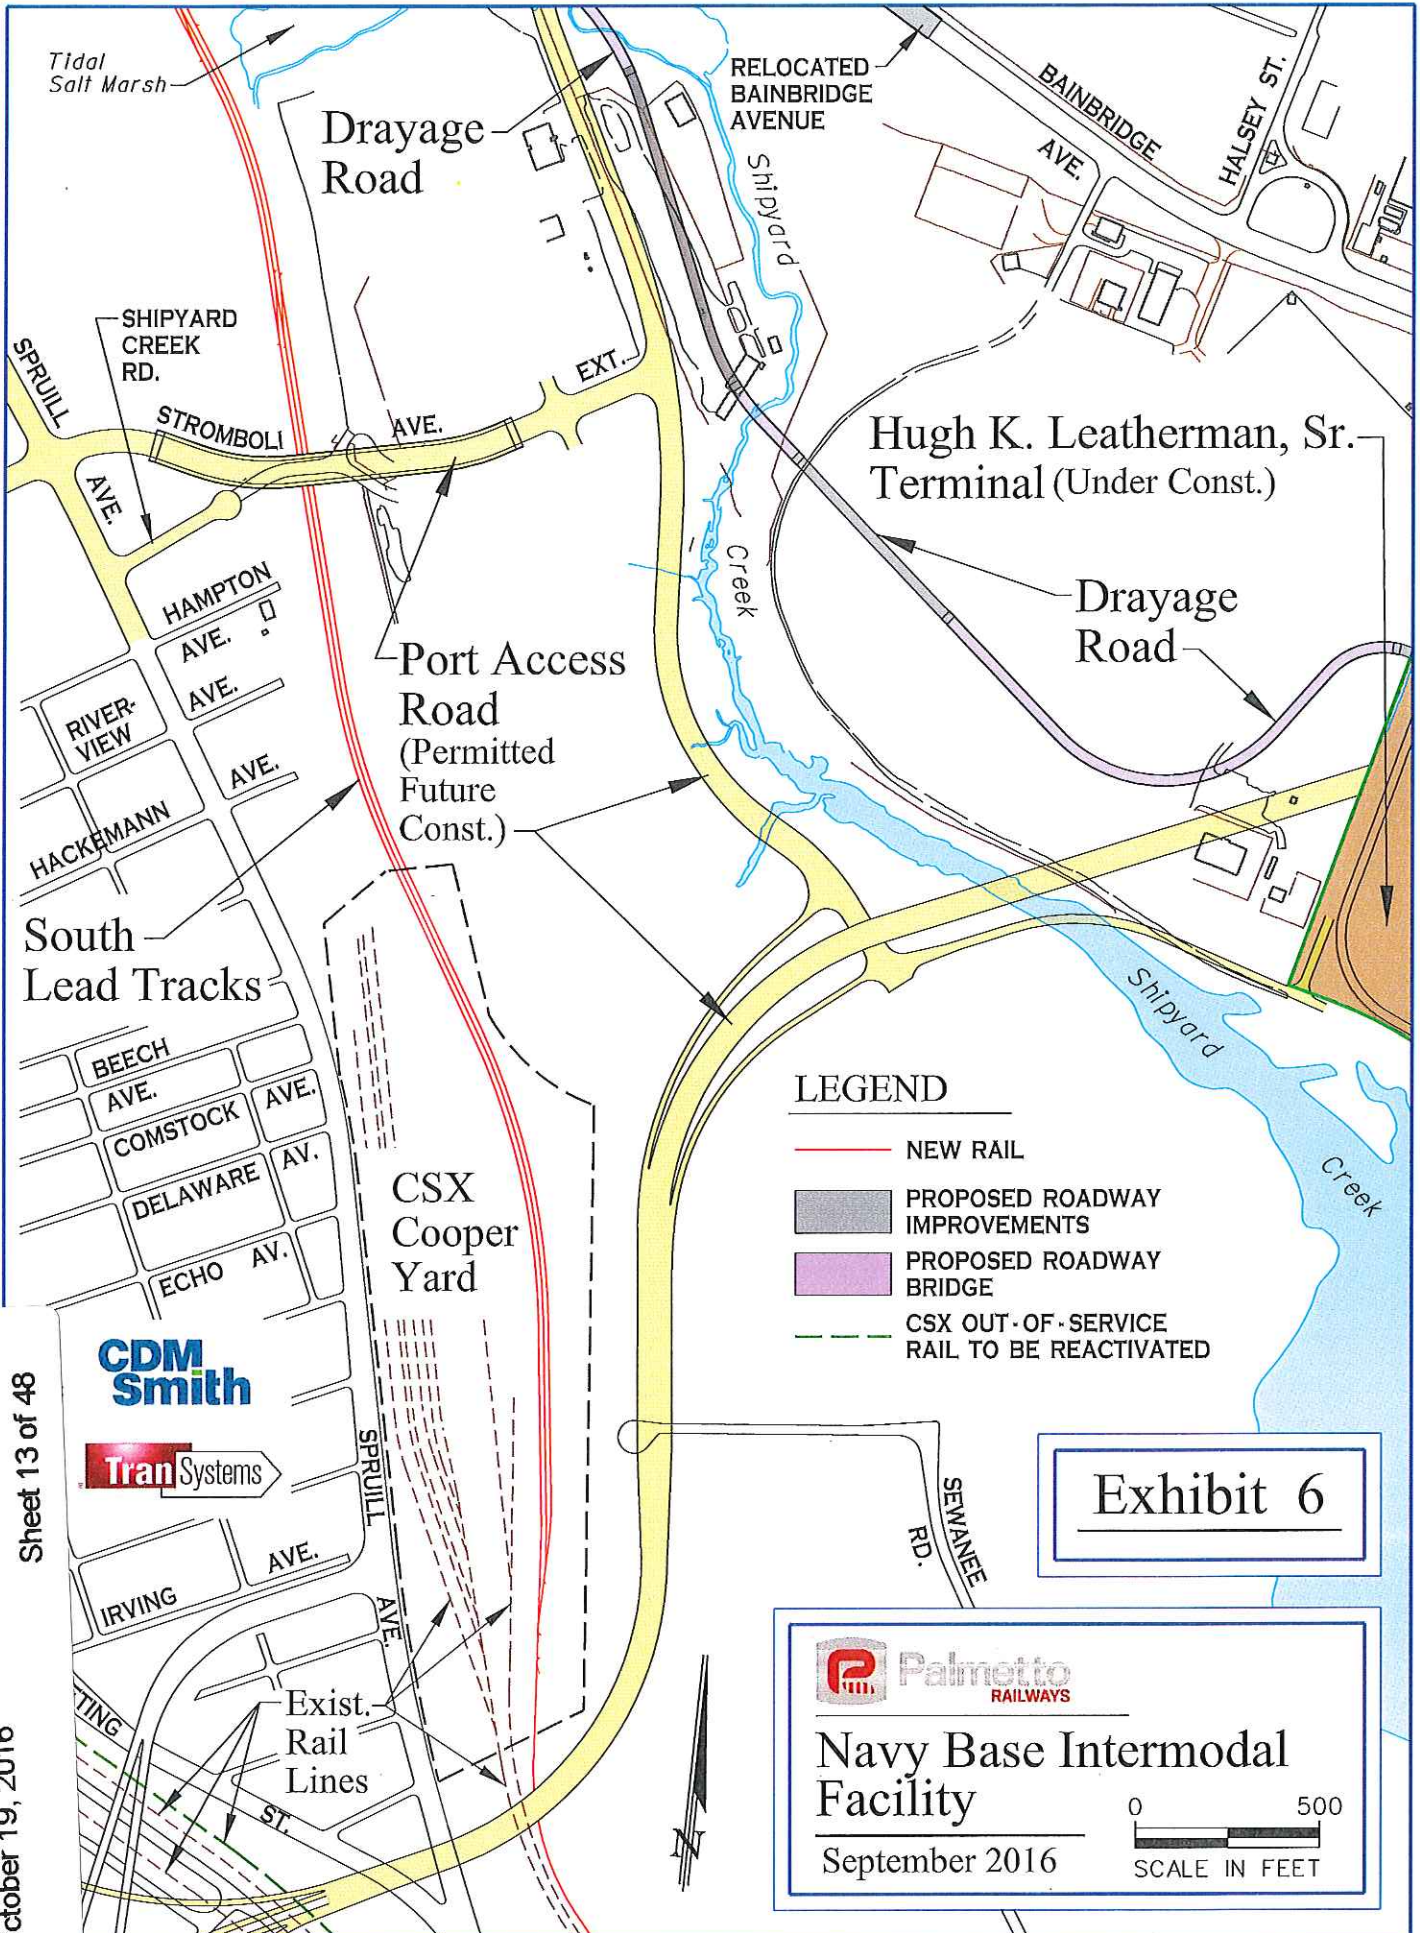 Tidal
Salt Marsh
Drayage
Road
RELOCATED
BAINBRIDGE
AVENUE
BAINBRIDGE
AVE.
HALSEY ST.
Shipyard
Creek
SHIPYARD
CREEK
RD.
SPRUILL
AVE.
STROMBOLI
AVE.
EXT.
Hugh K. Leatherman, Sr.
Terminal (Under Const.)
Drayage
Road
HAMPTON
AVE.
RIVER-
VIEW
AVE.
HACKEMANN
AVE.
Port Access
Road
(Permitted
Future
Const.)
South
Lead Tracks
BEECH
AVE.
COMSTOCK
AVE.
DELAWARE
AV.
ECHO
AV.
CSX
Cooper
Yard
Shipyard
Creek
LEGEND
NEW RAIL
PROPOSED ROADWAY
IMPROVEMENTS
PROPOSED ROADWAY
BRIDGE
CSX OUT-OF-SERVICE
RAIL TO BE REACTIVATED
CDM
Smith
TranSystems
Sheet 13 of 48
SPRUILL
AVE.
IRVING
AVE.
SEWANEE
RD.
Exhibit 6
TING
ST.
Exist.
Rail
Lines
N
Palmetto
RAILWAYS
Navy Base Intermodal
Facility
September 2016
0 500
SCALE IN FEET
ctober 19, 2016